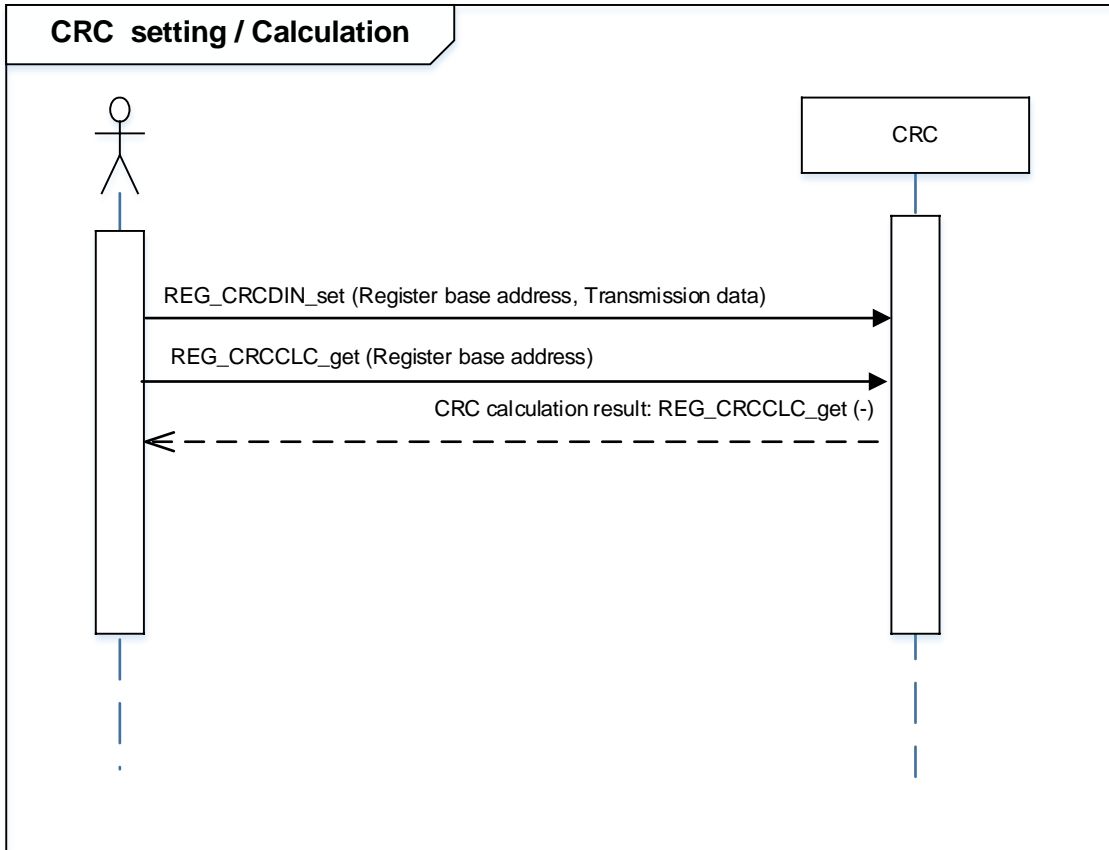 CRC setting / Calculation
CRC
REG_CRCDIN_set (Register base address, Transmission data)
REG_CRCCLC_get (Register base address)
CRC calculation result: REG_CRCCLC_get (-)